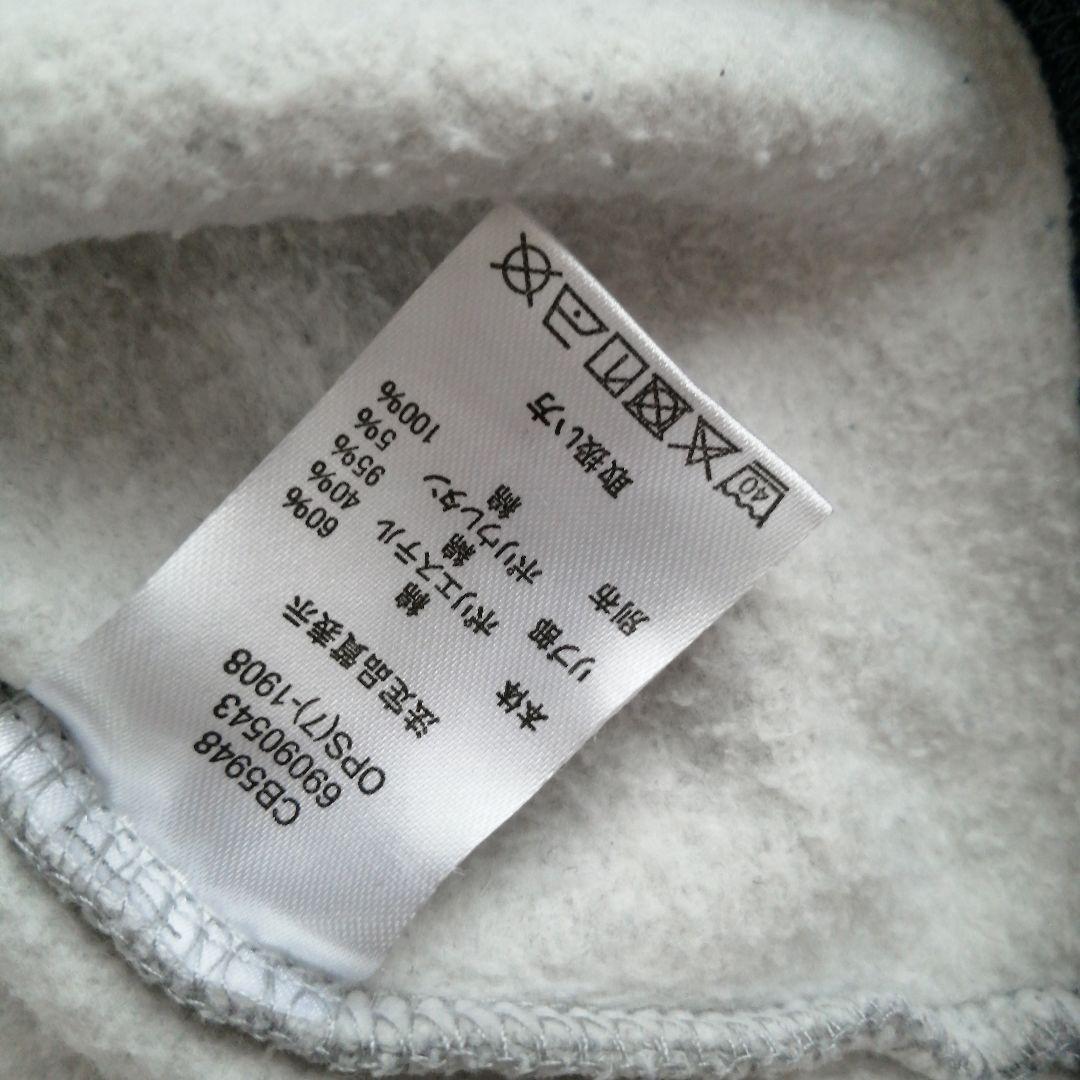 CB5948
69090543
OPS(7)-1908
法定品質表示
本体 綿 60%
ポリエステル 40%
リブ部 綿 95%
ポリウレタン 5%
別布 綿 100%
取扱い方
40